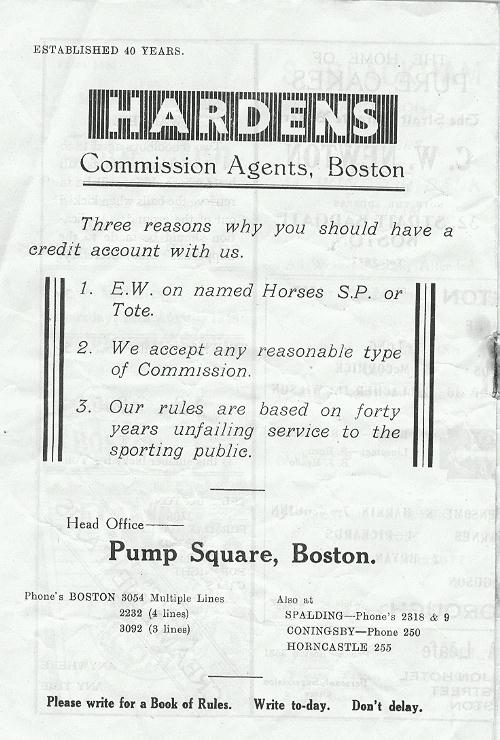 ESTABLISHED 40 YEARS.
HARDENS
Commission Agents, Boston
Three reasons why you should have a
credit account with us.
1. E.W. on named Horses S.P. or
Tote.
2. We accept any reasonable type
of Commission.
3. Our rules are based on forty
years unfailing service to the
sporting public.
Head Office—
Pump Square, Boston.
Phone's BOSTON 3054 Multiple Lines
2232 (4 lines)
3092 (3 lines)
Also at
SPALDING—Phone's 2318 & 9
CONINGSBY—Phone 250
HORNCASTLE 255
Please write for a Book of Rules. Write to-day. Don't delay.